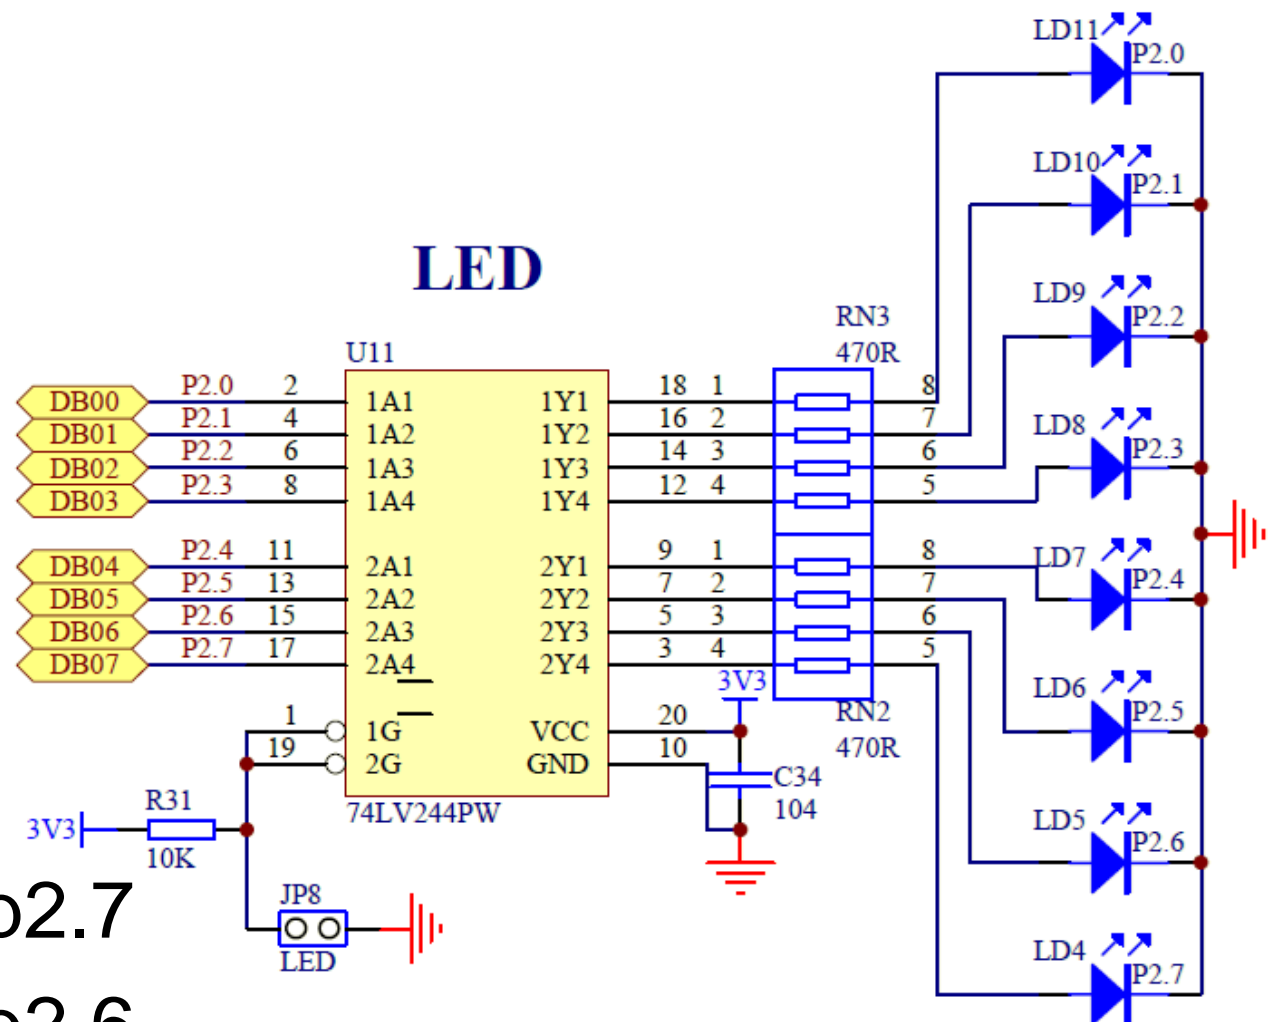 LED
U11
DB00 P2.0 2 1A1 1Y1 18 1 8
DB01 P2.1 4 1A2 1Y2 16 2 7
DB02 P2.2 6 1A3 1Y3 14 3 6
DB03 P2.3 8 1A4 1Y4 12 4 5
DB04 P2.4 11 2A1 2Y1 9 1 8
DB05 P2.5 13 2A2 2Y2 7 2 7
DB06 P2.6 15 2A3 2Y3 5 3 6
DB07 P2.7 17 2A4 2Y4 3 4 5
1 1G VCC 20
19 2G GND 10
74LV244PW
RN3
470R
RN2
470R
3V3
C34
104
R31
3V3
10K
JP8
LED
LD11 P2.0
LD10 P2.1
LD9 P2.2
LD8 P2.3
LD7 P2.4
LD6 P2.5
LD5 P2.6
LD4 P2.7
p2.7
p2.6